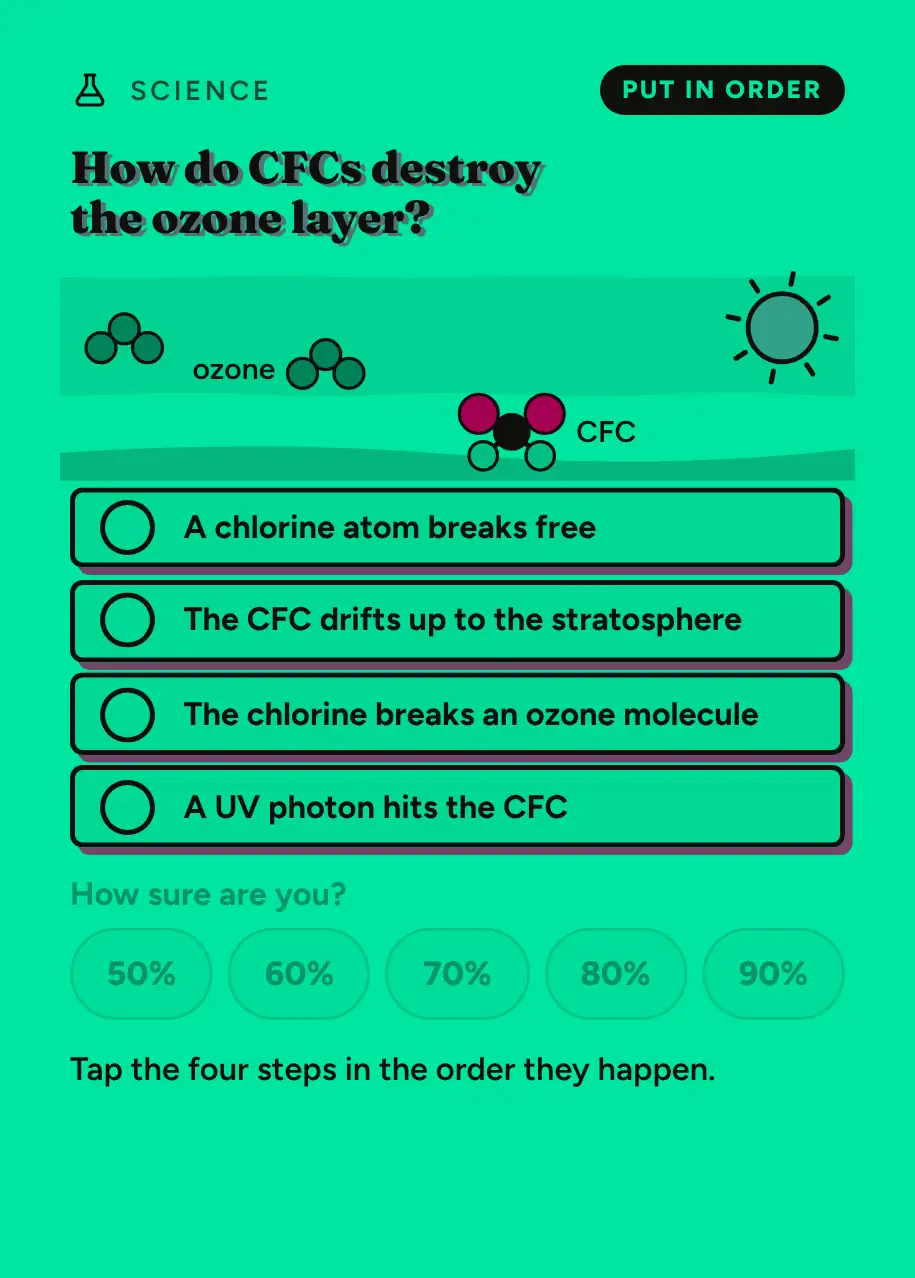 SCIENCE
PUT IN ORDER
How do CFCs destroy
the ozone layer?
ozone
CFC
A chlorine atom breaks free
The CFC drifts up to the stratosphere
The chlorine breaks an ozone molecule
A UV photon hits the CFC
How sure are you?
50% 60% 70% 80% 90%
Tap the four steps in the order they happen.